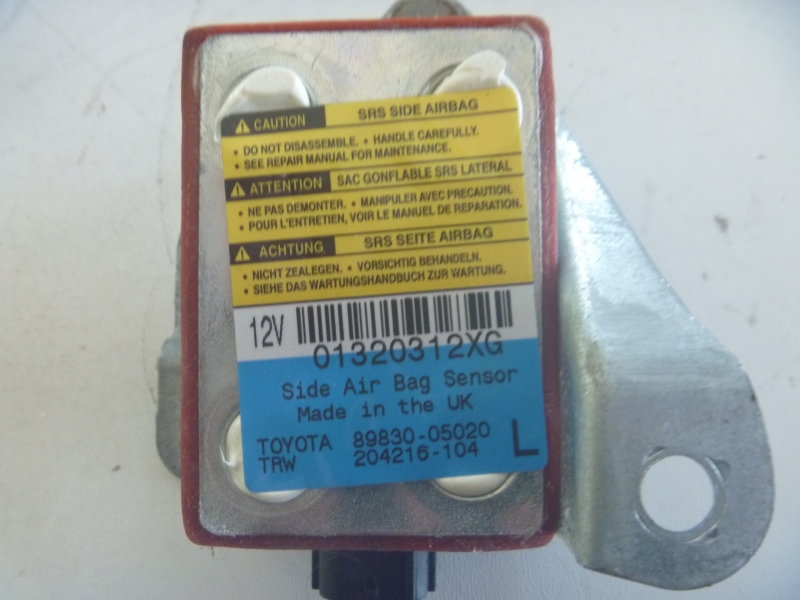 CAUTION SRS SIDE AIRBAG
• DO NOT DISASSEMBLE. • HANDLE CAREFULLY.
• SEE REPAIR MANUAL FOR MAINTENANCE.
ATTENTION SAC GONFLABLE SRS LATERAL
• NE PAS DEMONTER. • MANIPULER AVEC PRECAUTION.
• POUR L'ENTRETIEN, VOIR LE MANUEL DE REPARATION.
ACHTUNG SRS SEITE AIRBAG
• NICHT ZEALEGEN. • VORSICHTIG BEHANDELN.
• SIEHE DAS WARTUNGSHANDBUCH ZUR WARTUNG.
12V
01320312XG
Side Air Bag Sensor
Made in the UK
TOYOTA 89830-05020
TRW 204216-104 L